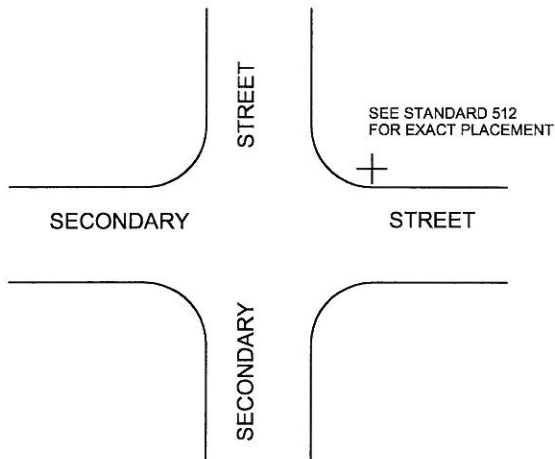 STREET
SEE STANDARD 512
FOR EXACT PLACEMENT
SECONDARY STREET
SECONDARY